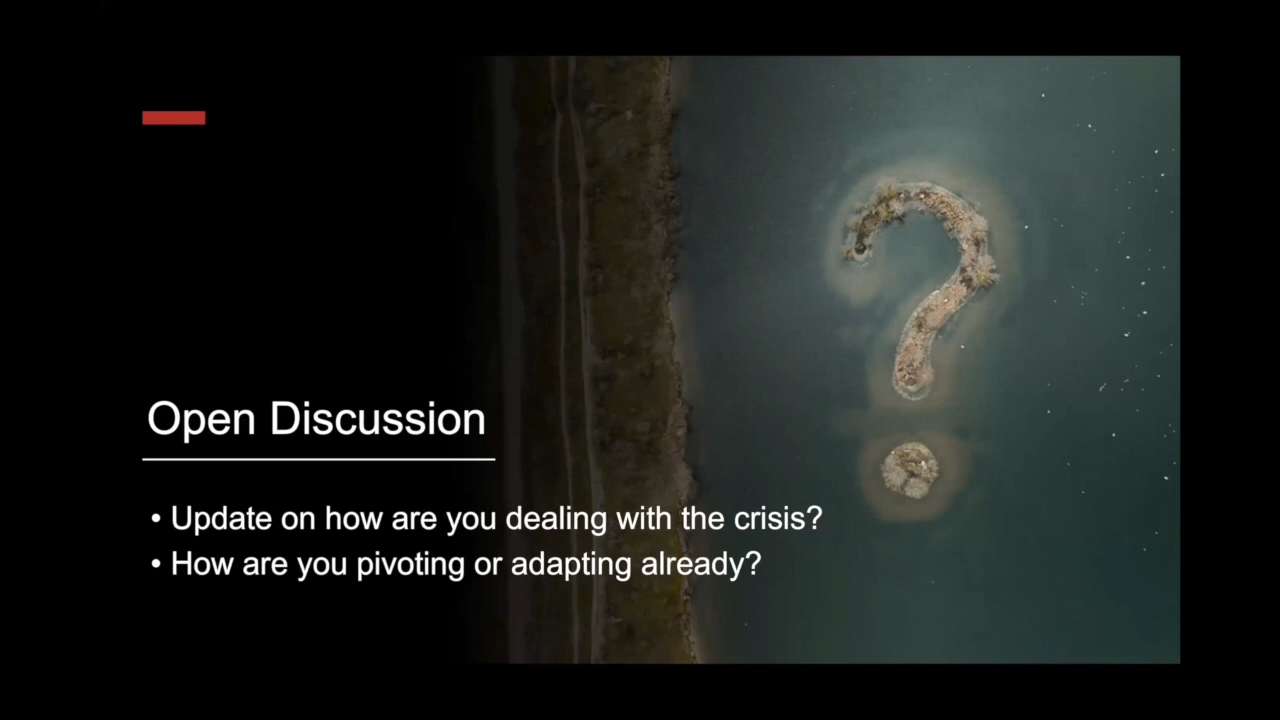 Open Discussion
• Update on how are you dealing with the crisis?
• How are you pivoting or adapting already?